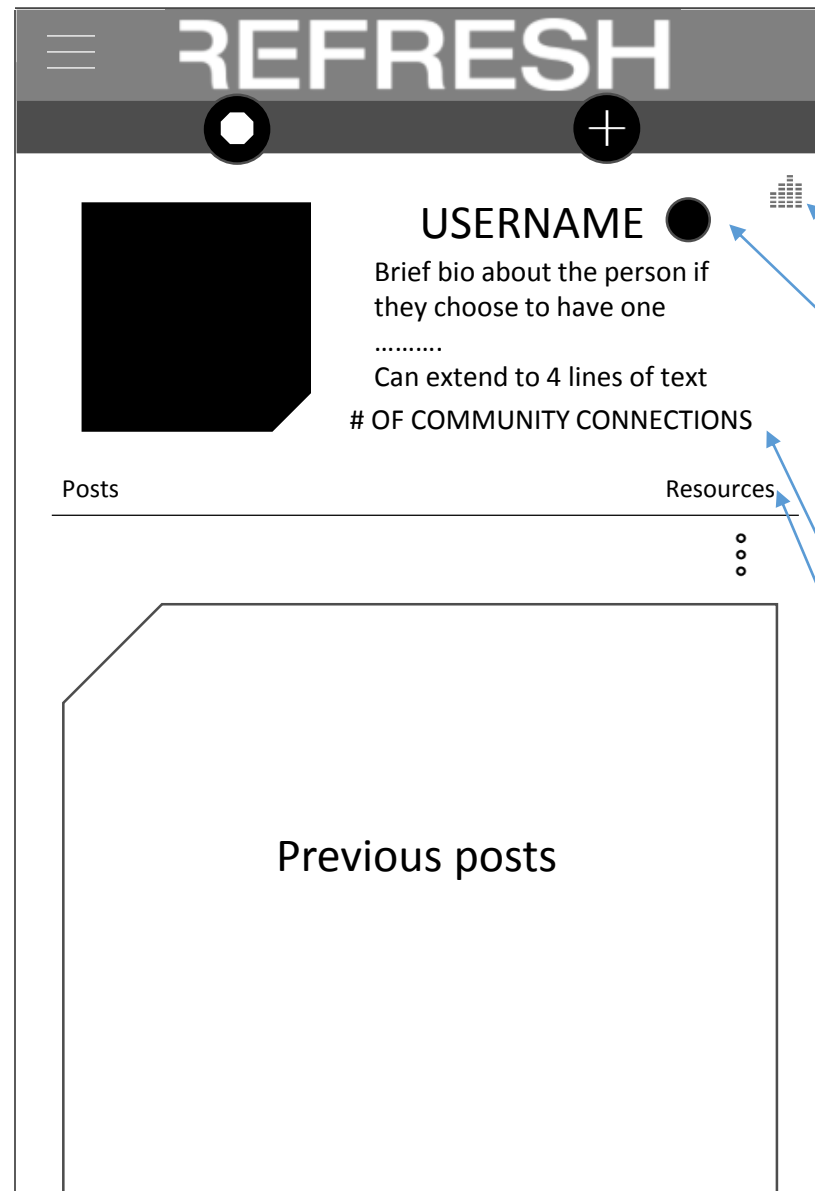 REFRESH
USERNAME
Brief bio about the person if
they choose to have one
……….
Can extend to 4 lines of text
# OF COMMUNITY CONNECTIONS
Posts
Resources
Previous posts